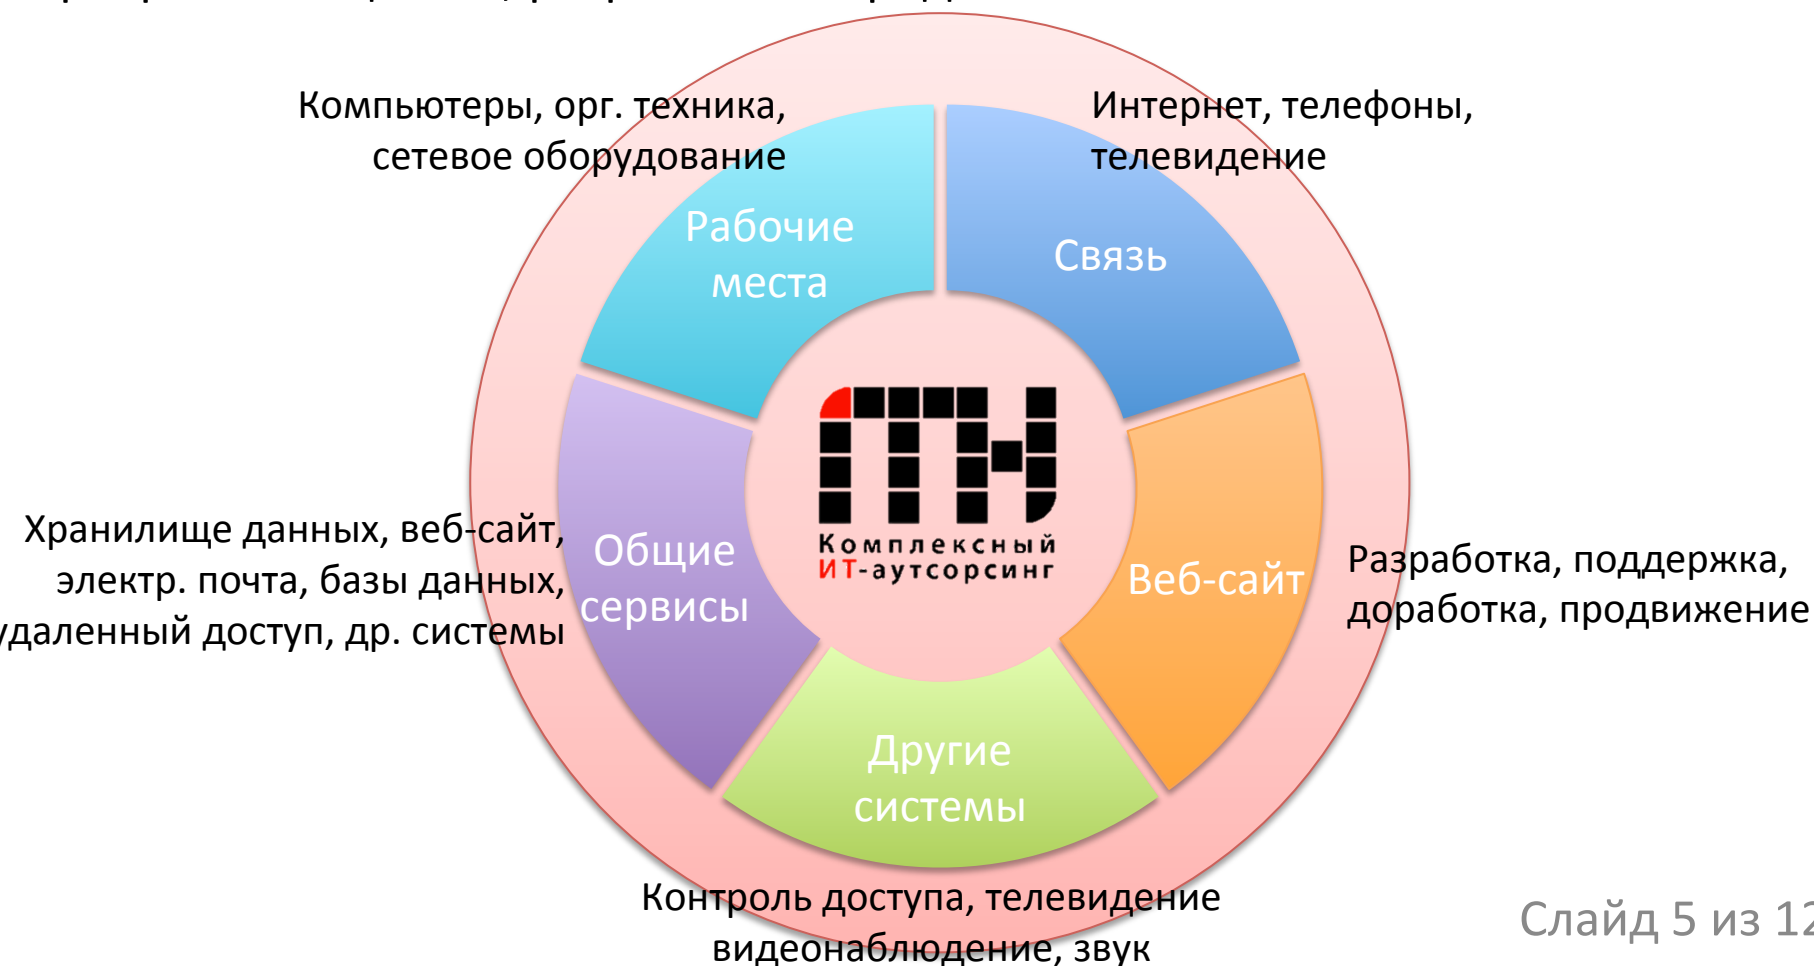 Компьютеры, орг. техника,
сетевое оборудование
Интернет, телефоны,
телевидение
Рабочие
места
Связь
Комплексный
ИТ-аутсорсинг
Хранилище данных, веб-сайт,
электр. почта, базы данных,
удаленный доступ, др. системы
Общие
сервисы
Веб-сайт
Разработка, поддержка,
доработка, продвижение
Другие
системы
Контроль доступа, телевидение
видеонаблюдение, звук
Слайд 5 из 12